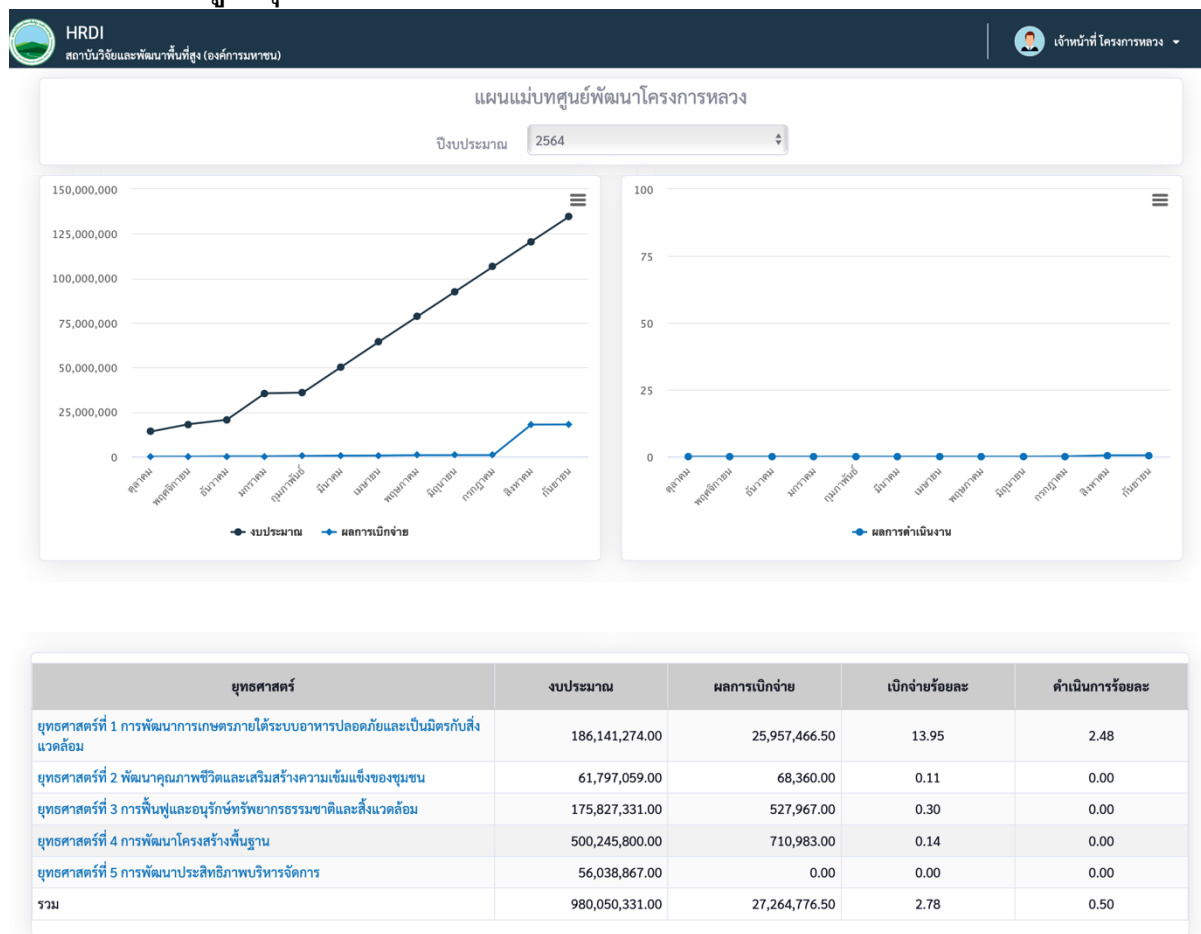 HRDI
สถาบันวิจัยและพัฒนาพื้นที่สูง (องค์การมหาชน)
เจ้าหน้าที่ โครงการหลวง
แผนแม่บทศูนย์พัฒนาโครงการหลวง
ปีงบประมาณ 2564
150,000,000
125,000,000
100,000,000
75,000,000
50,000,000
25,000,000
0
ตุลาคม พฤศจิกายน ธันวาคม มกราคม กุมภาพันธ์ มีนาคม เมษายน พฤษภาคม มิถุนายน กรกฎาคม สิงหาคม กันยายน
งบประมาณ ผลการเบิกจ่าย
100
75
50
25
0
ตุลาคม พฤศจิกายน ธันวาคม มกราคม กุมภาพันธ์ มีนาคม เมษายน พฤษภาคม มิถุนายน กรกฎาคม สิงหาคม กันยายน
ผลการดำเนินงาน
ยุทธศาสตร์ งบประมาณ ผลการเบิกจ่าย เบิกจ่ายร้อยละ ดำเนินการร้อยละ
ยุทธศาสตร์ที่ 1 การพัฒนาการเกษตรภายใต้ระบบอาหารปลอดภัยและเป็นมิตรกับสิ่ง
แวดล้อม 186,141,274.00 25,957,466.50 13.95 2.48
ยุทธศาสตร์ที่ 2 พัฒนาคุณภาพชีวิตและเสริมสร้างความเข้มแข็งของชุมชน 61,797,059.00 68,360.00 0.11 0.00
ยุทธศาสตร์ที่ 3 การฟื้นฟูและอนุรักษ์ทรัพยากรธรรมชาติและสิ้งแวดล้อม 175,827,331.00 527,967.00 0.30 0.00
ยุทธศาสตร์ที่ 4 การพัฒนาโครงสร้างพื้นฐาน 500,245,800.00 710,983.00 0.14 0.00
ยุทธศาสตร์ที่ 5 การพัฒนาประสิทธิภาพบริหารจัดการ 56,038,867.00 0.00 0.00 0.00
รวม 980,050,331.00 27,264,776.50 2.78 0.50